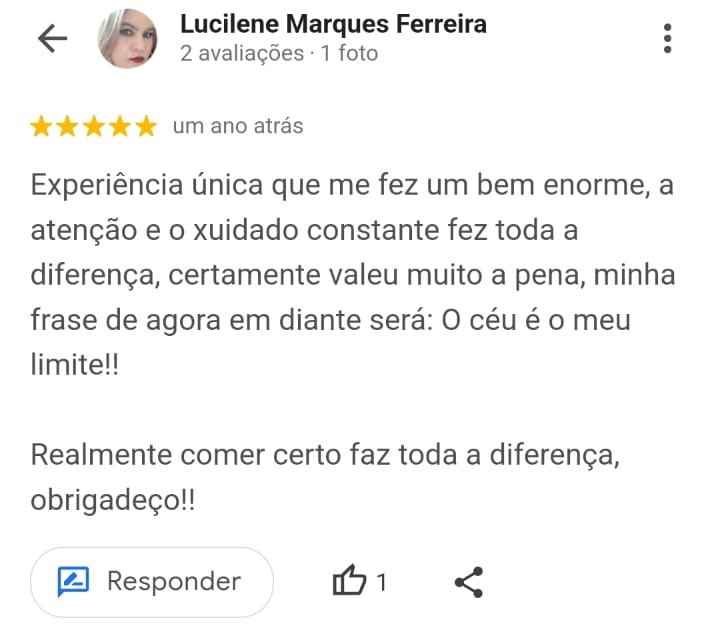 Lucilene Marques Ferreira
2 avaliações · 1 foto
um ano atrás
Experiência única que me fez um bem enorme, a
atenção e o xuidado constante fez toda a
diferença, certamente valeu muito a pena, minha
frase de agora em diante será: O céu é o meu
limite!!
Realmente comer certo faz toda a diferença,
obrigadeço!!
Responder
1